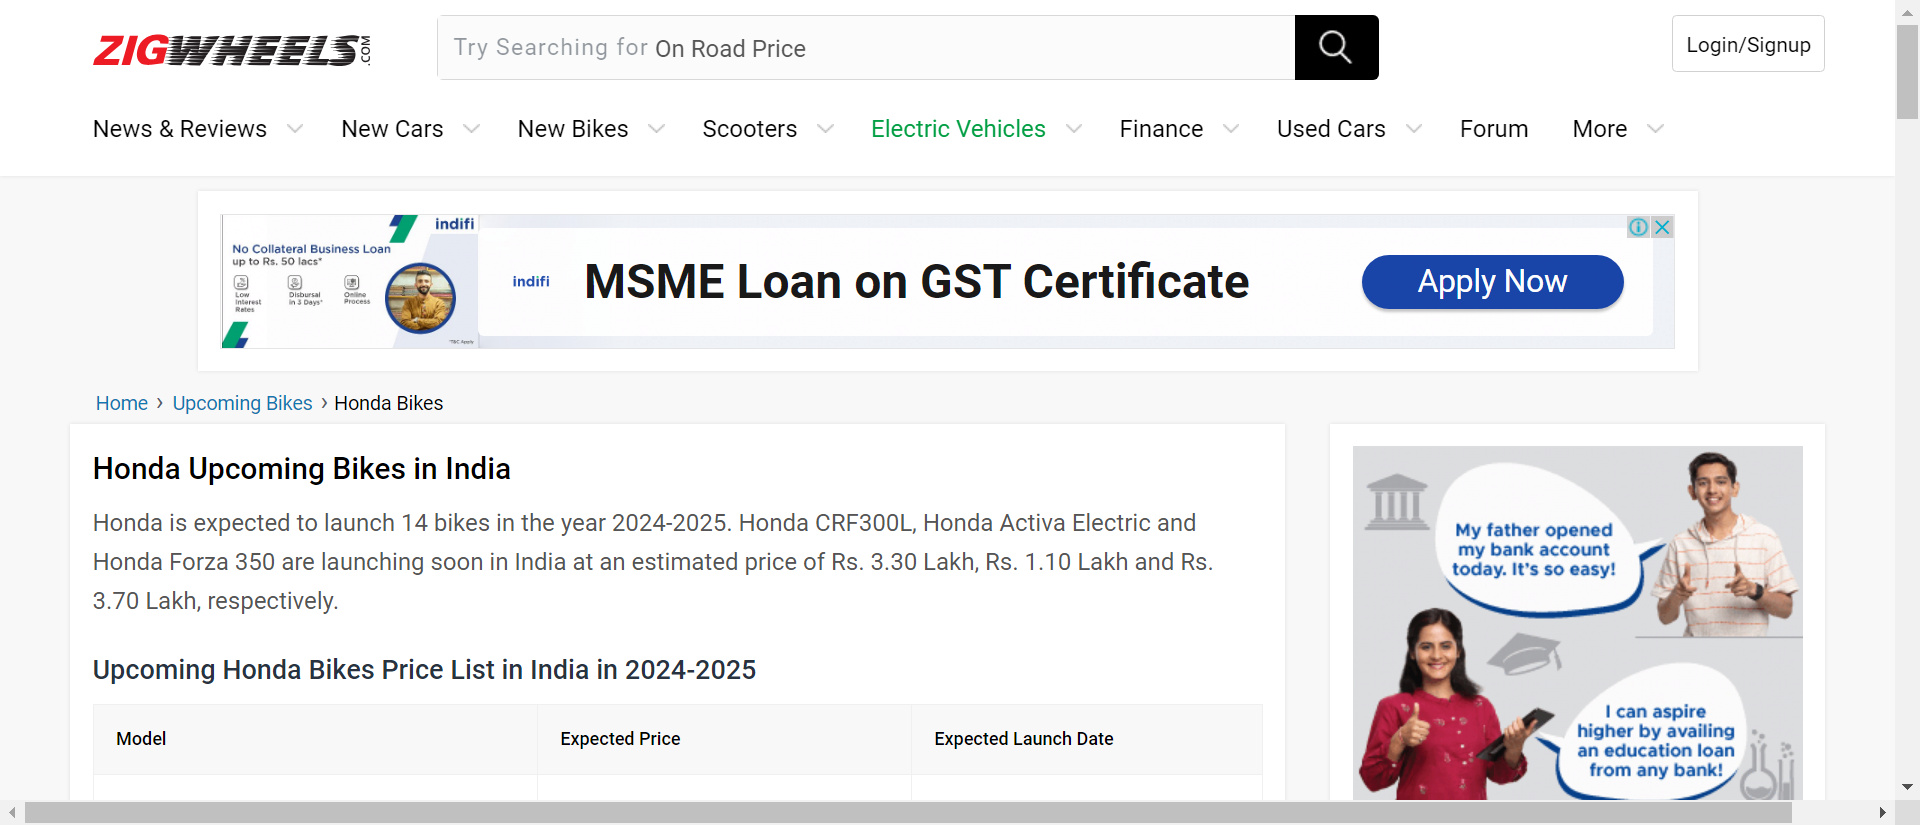 ZIGWHEELS.COM
Try Searching for On Road Price
Login/Signup
News & Reviews
New Cars
New Bikes
Scooters
Electric Vehicles
Finance
Used Cars
Forum
More
indifi
No Collateral Business Loan
up to Rs. 50 lacs*
Low
Interest
Rates
Disbursal
in 3 Days*
Online
Process
*T&C Apply
indifi
MSME Loan on GST Certificate
Apply Now
Home › Upcoming Bikes › Honda Bikes
Honda Upcoming Bikes in India
Honda is expected to launch 14 bikes in the year 2024-2025. Honda CRF300L, Honda Activa Electric and
Honda Forza 350 are launching soon in India at an estimated price of Rs. 3.30 Lakh, Rs. 1.10 Lakh and Rs.
3.70 Lakh, respectively.
Upcoming Honda Bikes Price List in India in 2024-2025
Model
Expected Price
Expected Launch Date
My father opened
my bank account
today. It's so easy!
I can aspire
higher by availing
an education loan
from any bank!